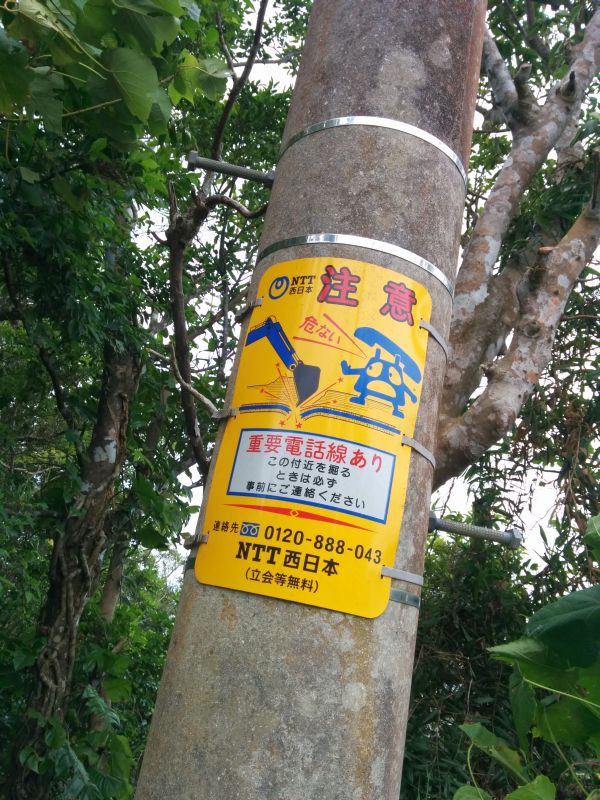 NTT
西日本
注意
危ない
重要電話線あり
この付近を掘る
ときは必ず
事前にご連絡ください
連絡先 0120-888-043
NTT西日本
(立会等無料)